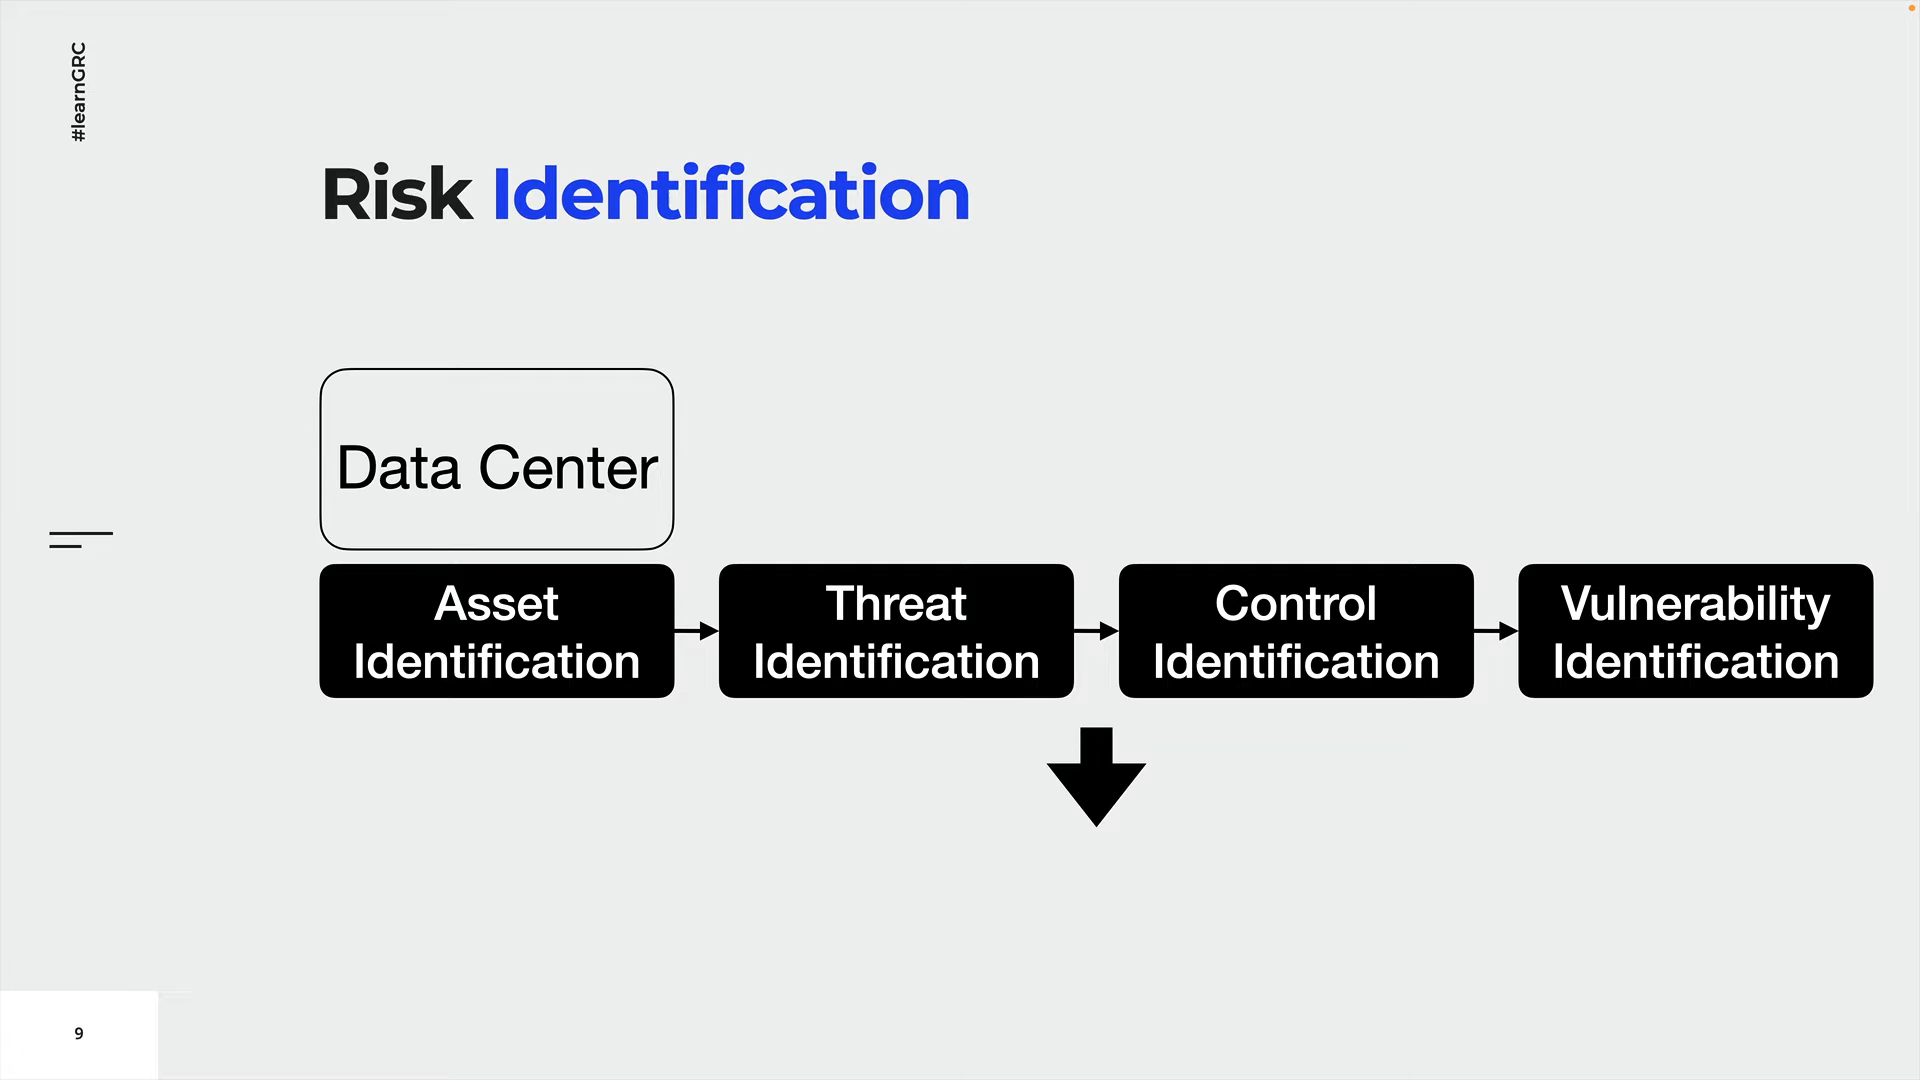 #learnGRC
Risk Identification
Data Center
Asset
Identification
Threat
Identification
Control
Identification
Vulnerability
Identification
9